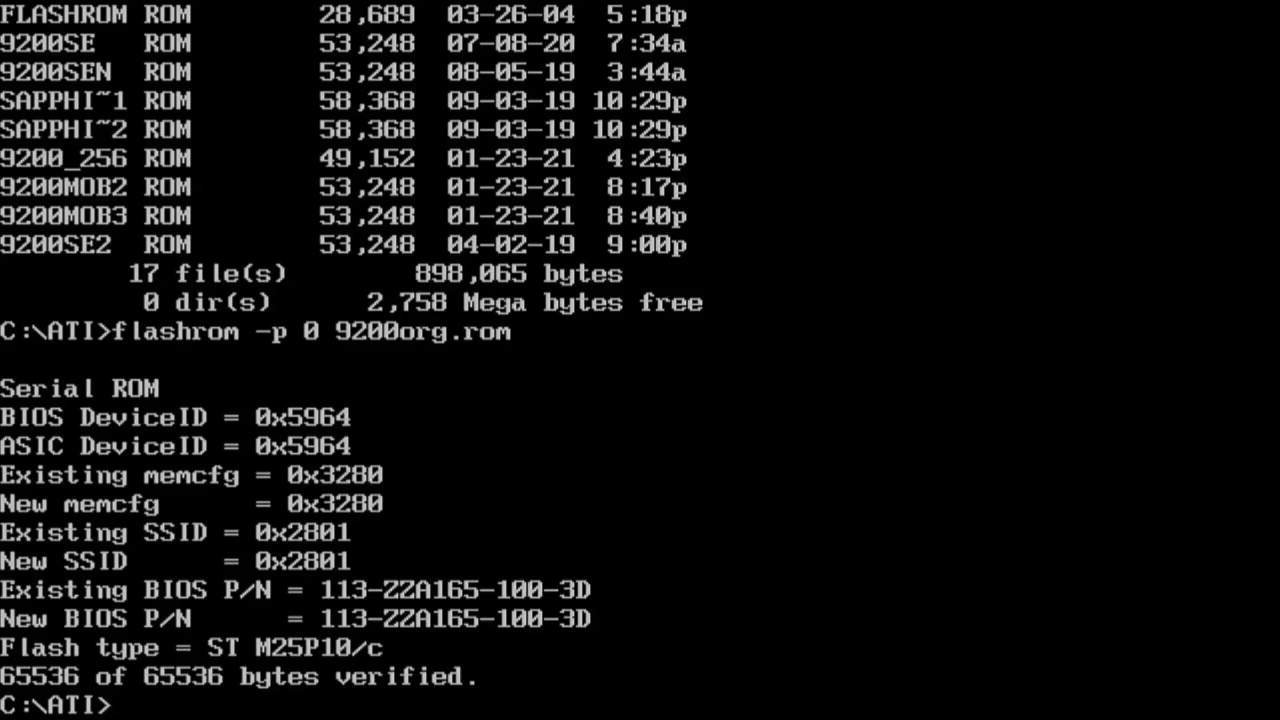 FLASHROM ROM        28,689  03-26-04  5:18p
9200SE   ROM        53,248  07-08-20  7:34a
9200SEN  ROM        53,248  08-05-19  3:44a
SAPPHI~1 ROM        58,368  09-03-19 10:29p
SAPPHI~2 ROM        58,368  09-03-19 10:29p
9200_256 ROM        49,152  01-23-21  4:23p
9200MOB2 ROM        53,248  01-23-21  8:17p
9200MOB3 ROM        53,248  01-23-21  8:40p
9200SE2  ROM        53,248  04-02-19  9:00p
        17 file(s)        898,065 bytes
         0 dir(s)      2,758 Mega bytes free
C:\ATI>flashrom -p 0 9200org.rom
Serial ROM
BIOS DeviceID = 0x5964
ASIC DeviceID = 0x5964
Existing memcfg = 0x3280
New memcfg      = 0x3280
Existing SSID = 0x2801
New SSID      = 0x2801
Existing BIOS P/N = 113-ZZA165-100-3D
New BIOS P/N      = 113-ZZA165-100-3D
Flash type = ST M25P10/c
65536 of 65536 bytes verified.
C:\ATI>